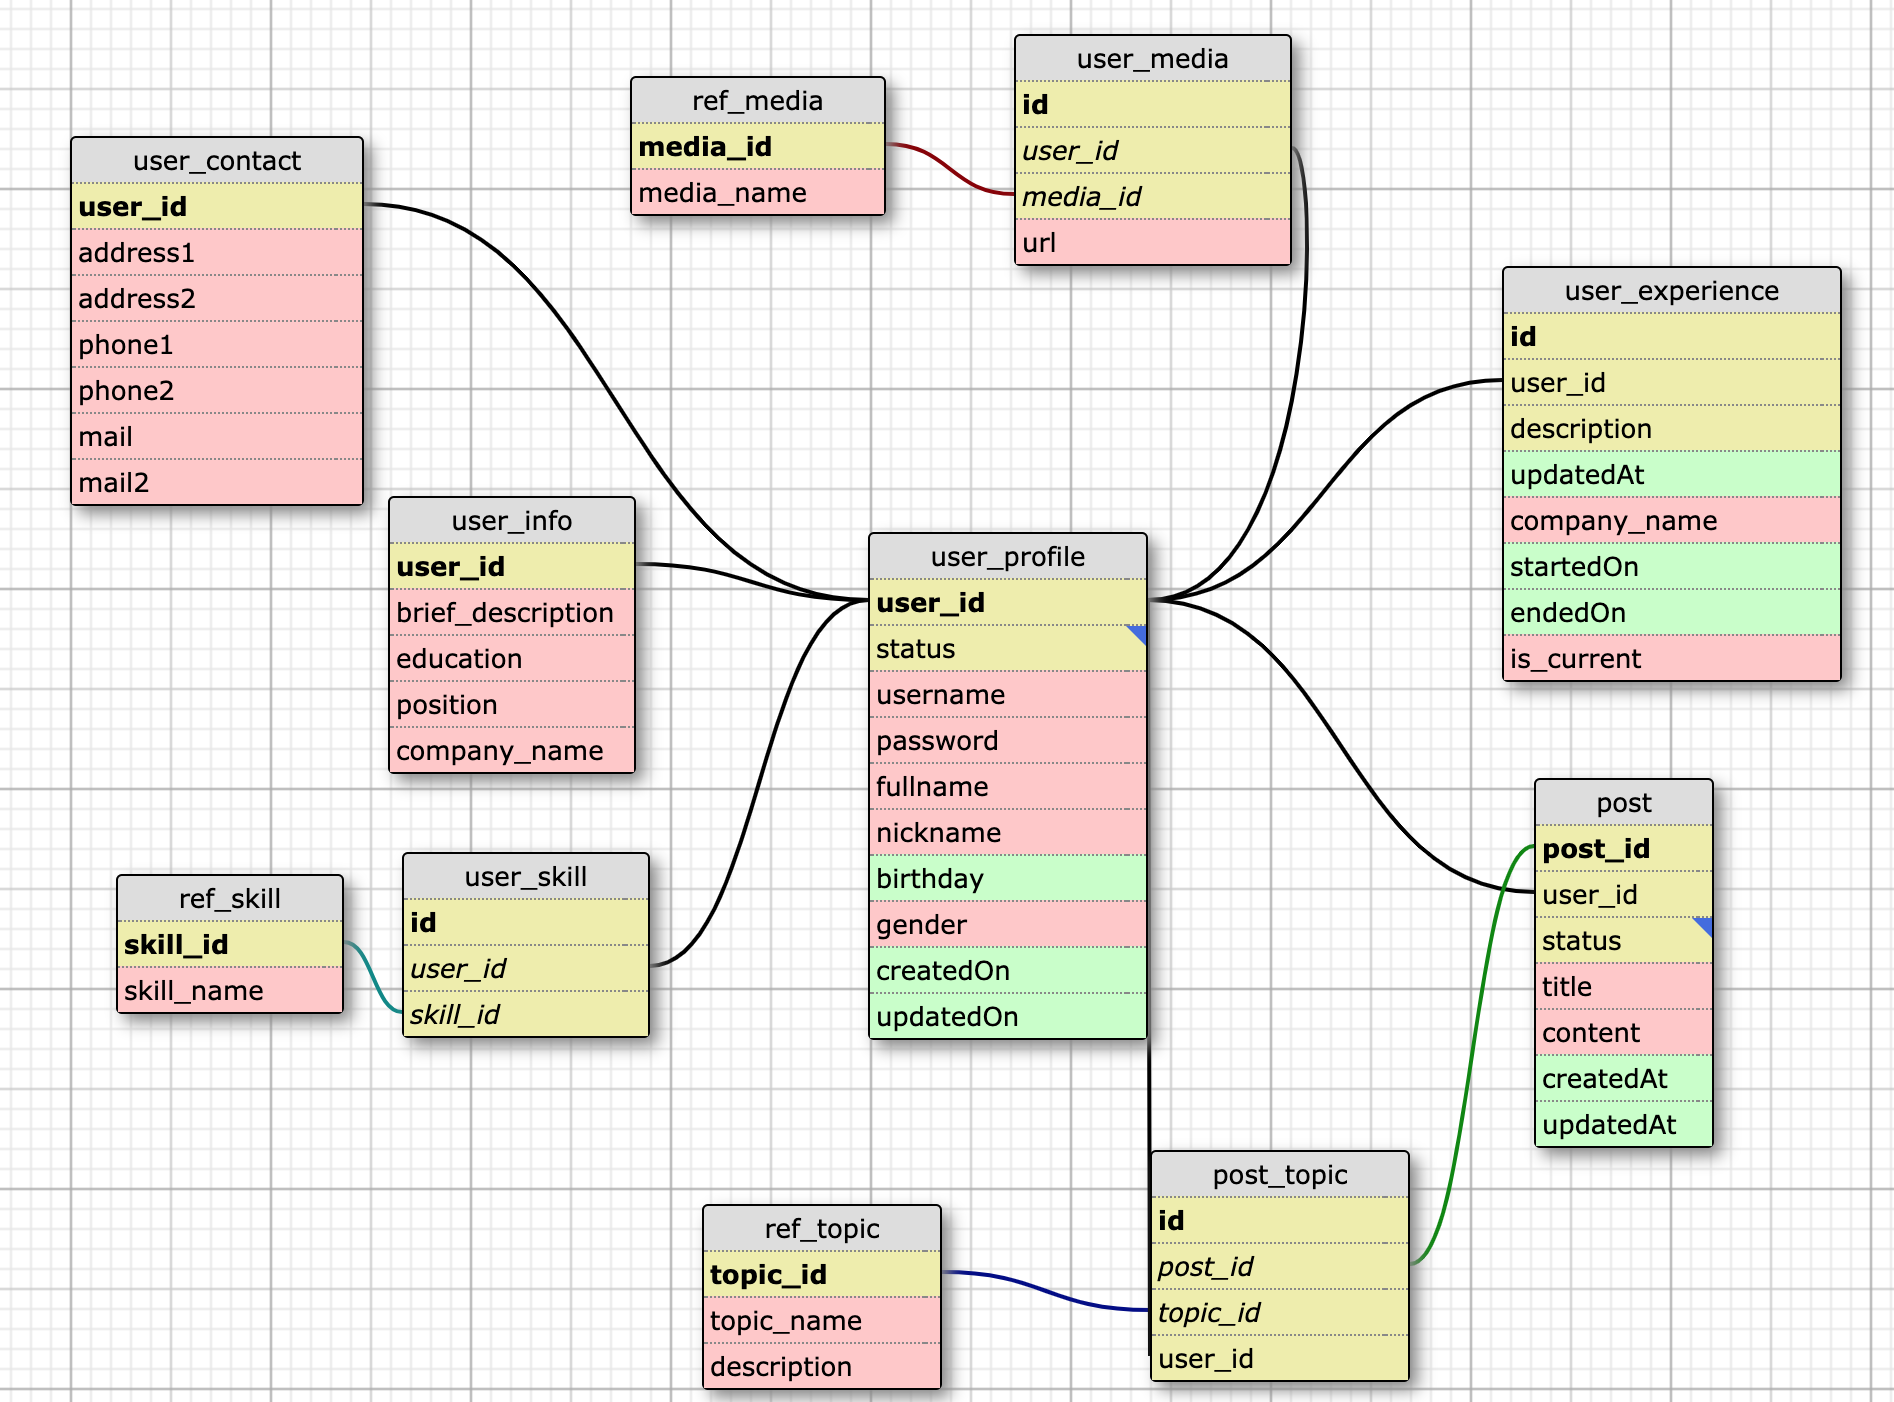 user_media
id
user_id
media_id
url
ref_media
media_id
media_name
user_contact
user_id
address1
address2
phone1
phone2
mail
mail2
user_experience
id
user_id
description
updatedAt
company_name
startedOn
endedOn
is_current
user_info
user_id
brief_description
education
position
company_name
user_profile
user_id
status
username
password
fullname
nickname
birthday
gender
createdOn
updatedOn
post
post_id
user_id
status
title
content
createdAt
updatedAt
user_skill
id
user_id
skill_id
ref_skill
skill_id
skill_name
post_topic
id
post_id
topic_id
user_id
ref_topic
topic_id
topic_name
description